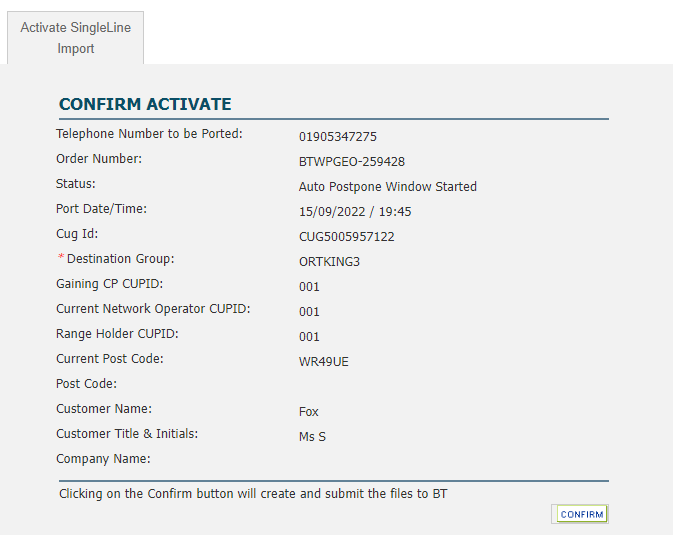 Activate SingleLine
Import
CONFIRM ACTIVATE
Telephone Number to be Ported: 01905347275
Order Number: BTWPGEO-259428
Status: Auto Postpone Window Started
Port Date/Time: 15/09/2022 / 19:45
Cug Id: CUG5005957122
* Destination Group: ORTKING3
Gaining CP CUPID: 001
Current Network Operator CUPID: 001
Range Holder CUPID: 001
Current Post Code: WR49UE
Post Code:
Customer Name: Fox
Customer Title & Initials: Ms S
Company Name:
Clicking on the Confirm button will create and submit the files to BT
CONFIRM